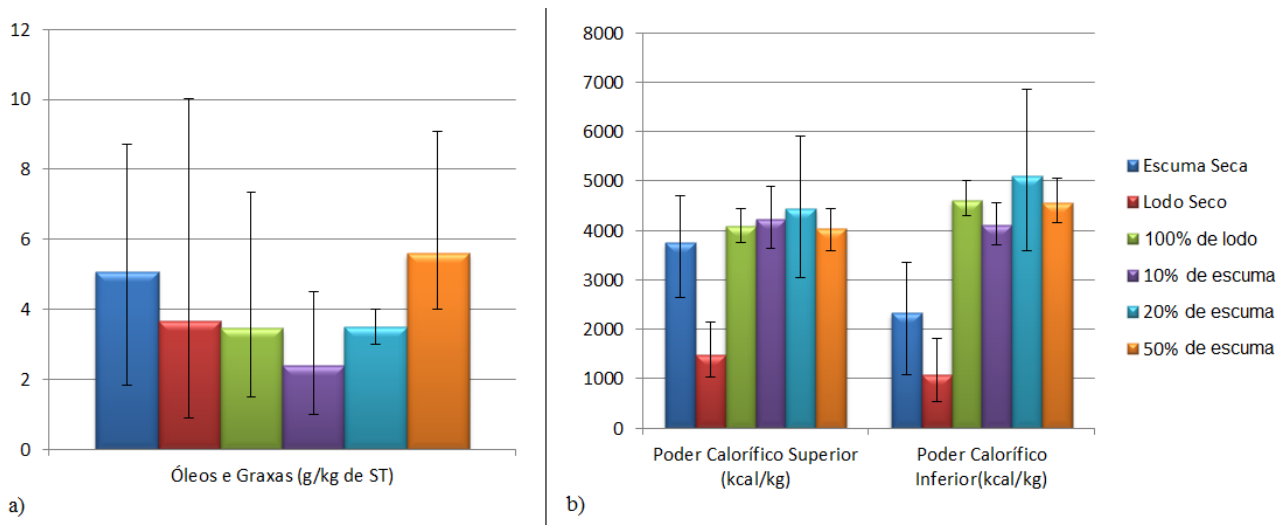 12
10
8
6
4
2
0
Óleos e Graxas (g/kg de ST)
a)
8000
7000
6000
5000
4000
3000
2000
1000
0
Poder Calorífico Superior
(kcal/kg)
Poder Calorífico
Inferior(kcal/kg)
b)
Escuma Seca
Lodo Seco
100% de lodo
10% de escuma
20% de escuma
50% de escuma